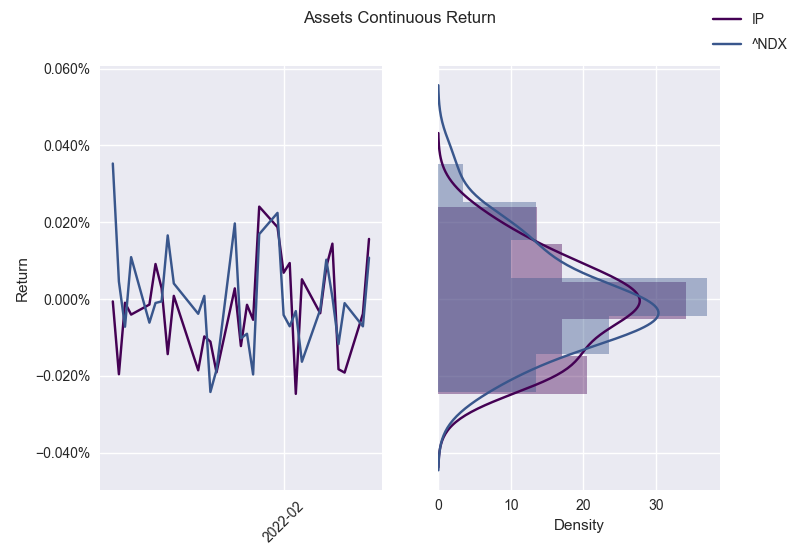 Assets Continuous Return
IP
^NDX
0.060%
0.040%
0.020%
0.000%
−0.020%
−0.040%
Return
2022-02
0 10 20 30
Density